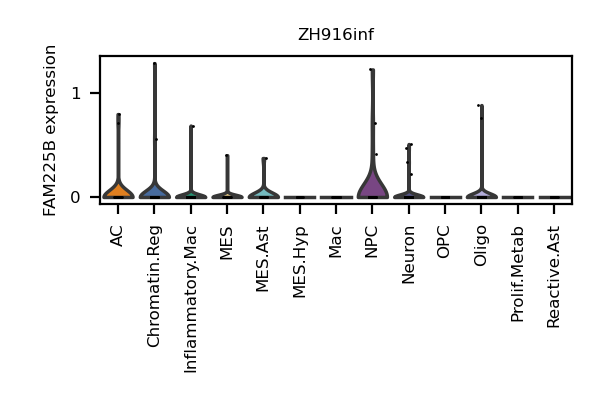 ZH916inf
FAM225B expression
1
0
AC
Chromatin.Reg
Inflammatory.Mac
MES
MES.Ast
MES.Hyp
Mac
NPC
Neuron
OPC
Oligo
Prolif.Metab
Reactive.Ast